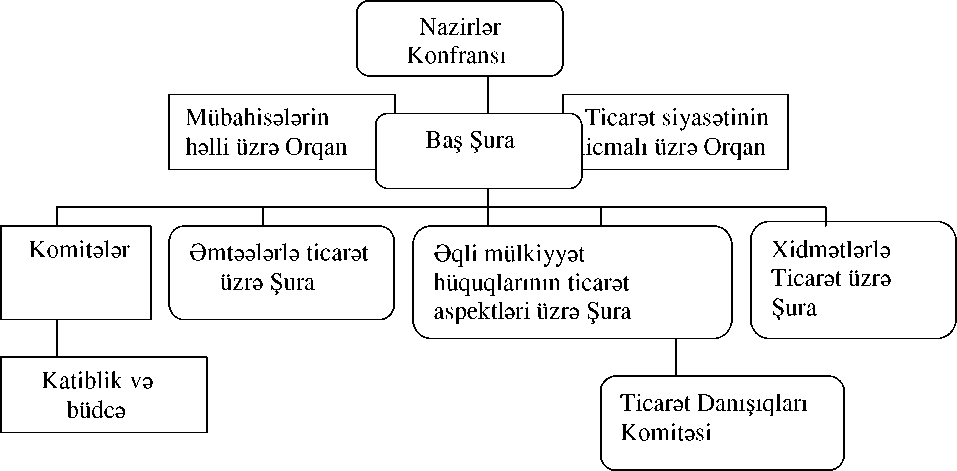 Nazirlər
Konfransı
Mübahisələrin
həlli üzrə Orqan
Baş Şura
Ticarət siyasətinin
icmalı üzrə Orqan
Komitələr
Əmtəələrlə ticarət
üzrə Şura
Əqli mülkiyyət
hüquqlarının ticarət
aspektləri üzrə Şura
Xidmətlərlə
Ticarət üzrə
Şura
Katiblik və
büdcə
Ticarət Danışıqları
Komitəsi